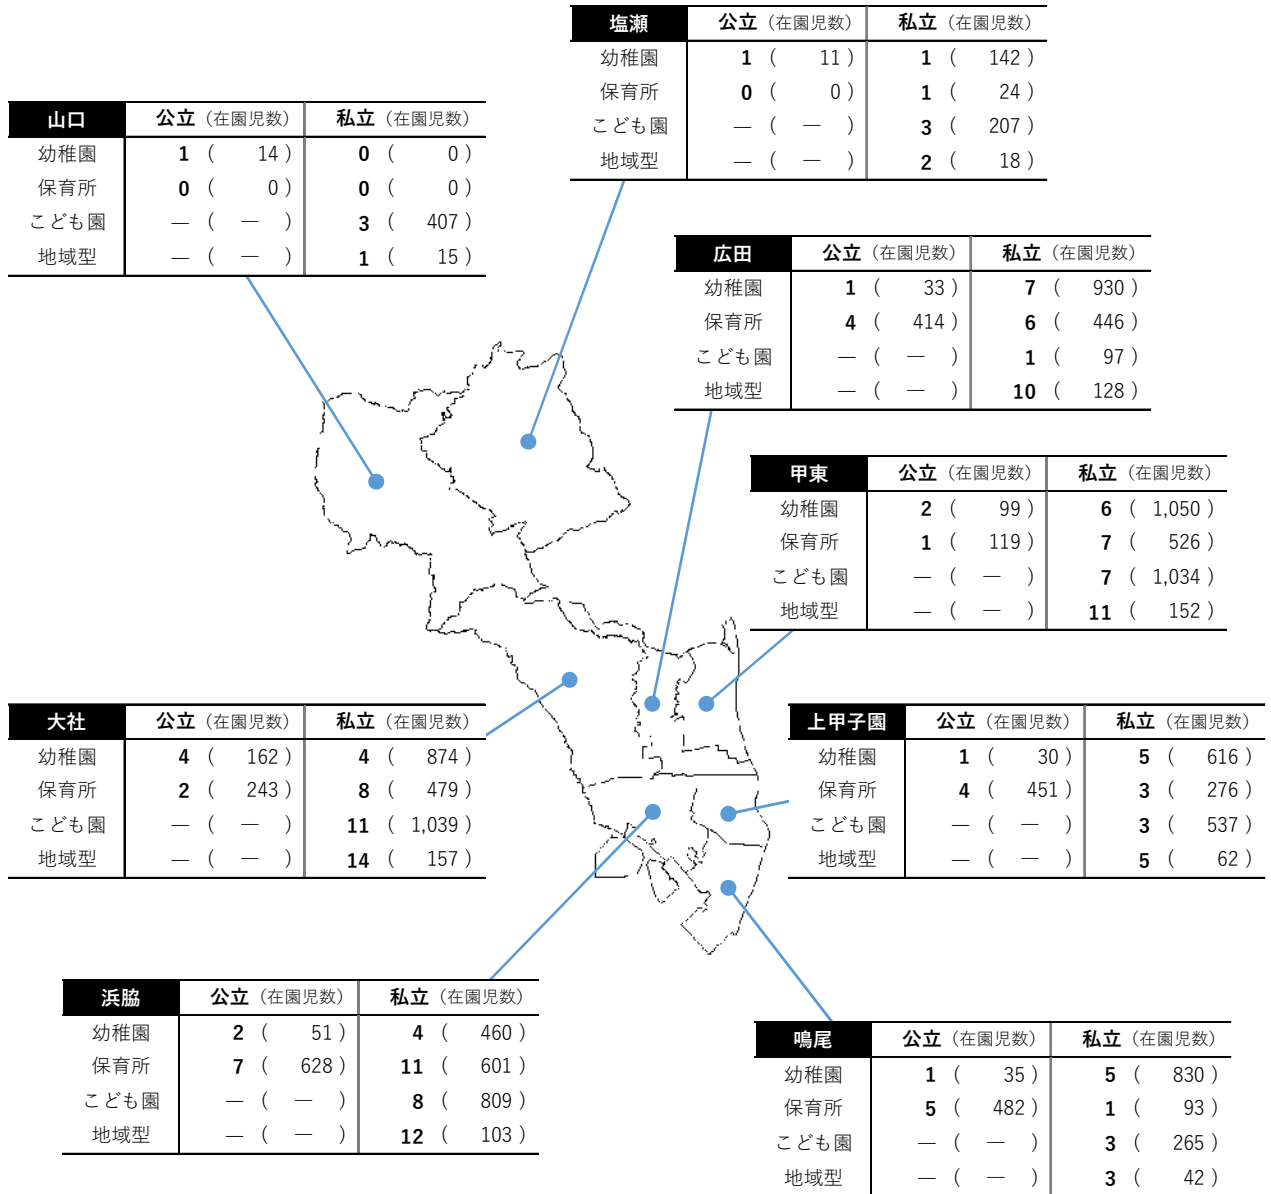 塩瀬 公立（在園児数） 私立（在園児数）
幼稚園 1 ( 11 ) 1 ( 142 )
保育所 0 ( 0 ) 1 ( 24 )
こども園 — ( — ) 3 ( 207 )
地域型 — ( — ) 2 ( 18 )
山口 公立（在園児数） 私立（在園児数）
幼稚園 1 ( 14 ) 0 ( 0 )
保育所 0 ( 0 ) 0 ( 0 )
こども園 — ( — ) 3 ( 407 )
地域型 — ( — ) 1 ( 15 )
広田 公立（在園児数） 私立（在園児数）
幼稚園 1 ( 33 ) 7 ( 930 )
保育所 4 ( 414 ) 6 ( 446 )
こども園 — ( — ) 1 ( 97 )
地域型 — ( — ) 10 ( 128 )
甲東 公立（在園児数） 私立（在園児数）
幼稚園 2 ( 99 ) 6 ( 1,050 )
保育所 1 ( 119 ) 7 ( 526 )
こども園 — ( — ) 7 ( 1,034 )
地域型 — ( — ) 11 ( 152 )
大社 公立（在園児数） 私立（在園児数）
幼稚園 4 ( 162 ) 4 ( 874 )
保育所 2 ( 243 ) 8 ( 479 )
こども園 — ( — ) 11 ( 1,039 )
地域型 — ( — ) 14 ( 157 )
上甲子園 公立（在園児数） 私立（在園児数）
幼稚園 1 ( 30 ) 5 ( 616 )
保育所 4 ( 451 ) 3 ( 276 )
こども園 — ( — ) 3 ( 537 )
地域型 — ( — ) 5 ( 62 )
浜脇 公立（在園児数） 私立（在園児数）
幼稚園 2 ( 51 ) 4 ( 460 )
保育所 7 ( 628 ) 11 ( 601 )
こども園 — ( — ) 8 ( 809 )
地域型 — ( — ) 12 ( 103 )
鳴尾 公立（在園児数） 私立（在園児数）
幼稚園 1 ( 35 ) 5 ( 830 )
保育所 5 ( 482 ) 1 ( 93 )
こども園 — ( — ) 3 ( 265 )
地域型 — ( — ) 3 ( 42 )